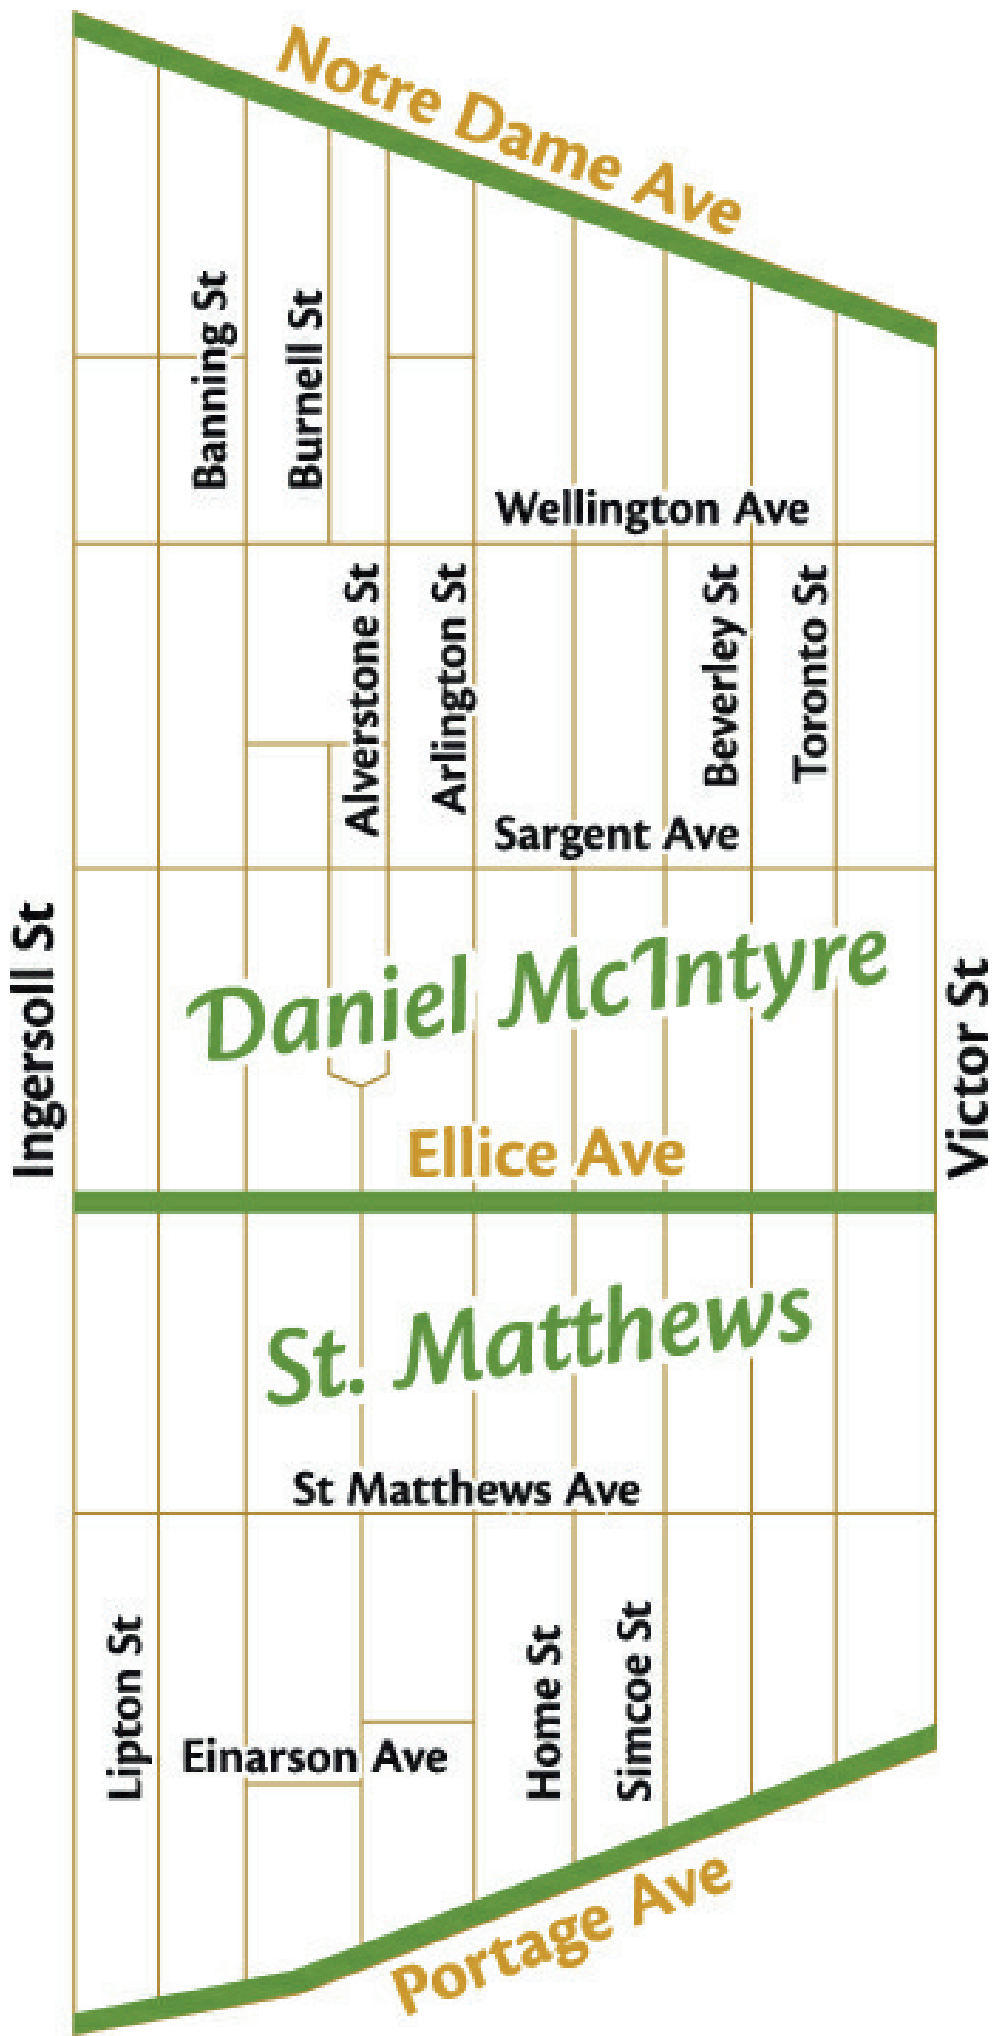 Notre Dame Ave
Banning St
Burnell St
Wellington Ave
Alverstone St
Arlington St
Beverley St
Toronto St
Sargent Ave
Ingersoll St
Daniel McIntyre
Victor St
Ellice Ave
St. Matthews
St Matthews Ave
Lipton St
Einarson Ave
Home St
Simcoe St
Portage Ave